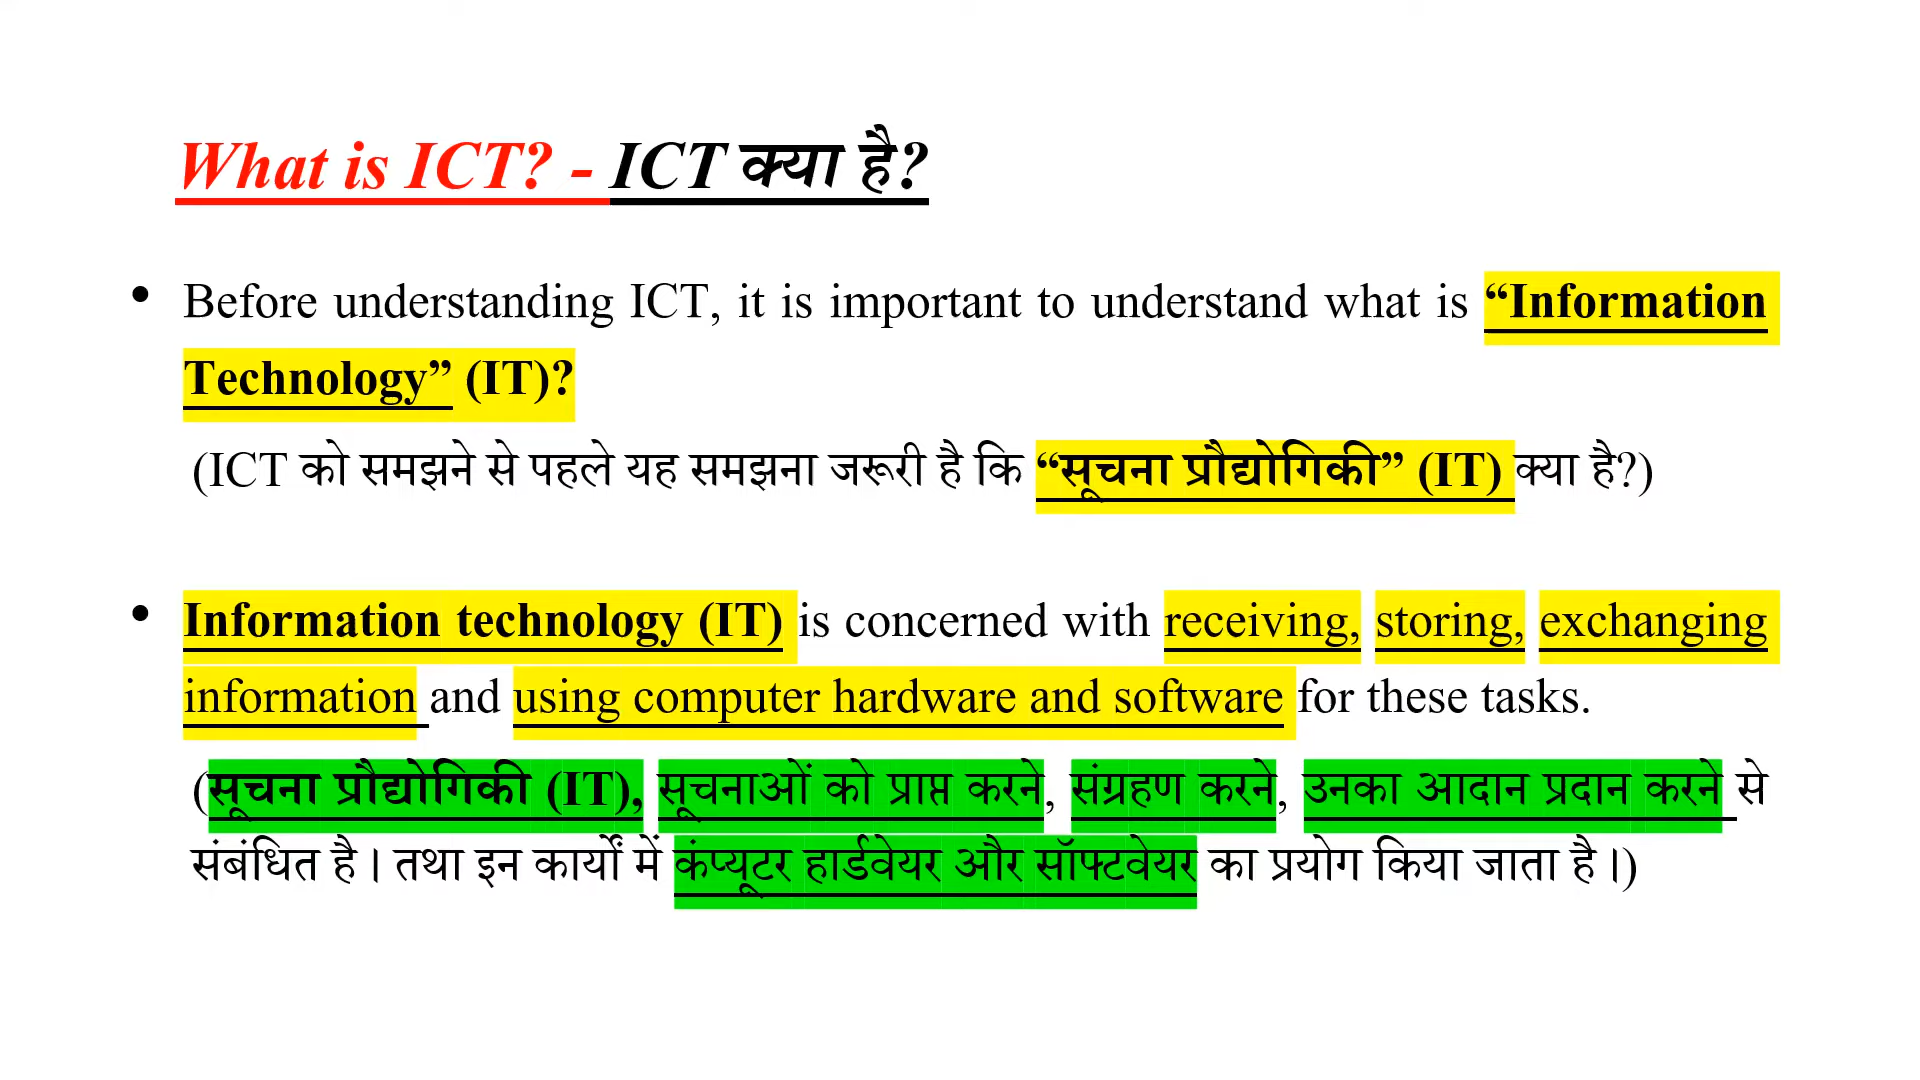 What is ICT? - ICT क्या है?
• Before understanding ICT, it is important to understand what is “Information
Technology” (IT)?
(ICT को समझने से पहले यह समझना जरूरी है कि “सूचना प्रौद्योगिकी” (IT) क्या है?)
• Information technology (IT) is concerned with receiving, storing, exchanging
information and using computer hardware and software for these tasks.
(सूचना प्रौद्योगिकी (IT), सूचनाओं को प्राप्त करने, संग्रहण करने, उनका आदान प्रदान करने से
संबंधित है। तथा इन कार्यों में कंप्यूटर हार्डवेयर और सॉफ्टवेयर का प्रयोग किया जाता है।)